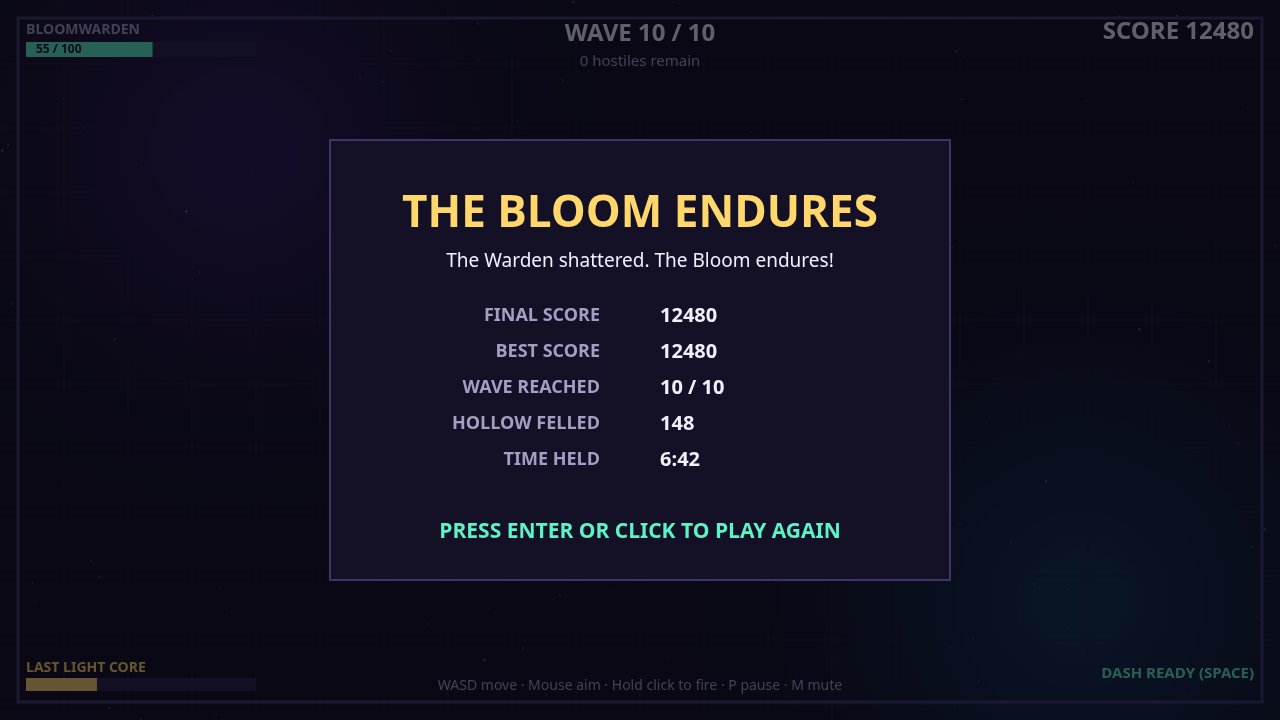 BLOOMWARDEN
55 / 100
WAVE 10 / 10
0 hostiles remain
SCORE 12480
THE BLOOM ENDURES
The Warden shattered. The Bloom endures!
FINAL SCORE 12480
BEST SCORE 12480
WAVE REACHED 10 / 10
HOLLOW FELLED 148
TIME HELD 6:42
PRESS ENTER OR CLICK TO PLAY AGAIN
LAST LIGHT CORE
WASD move · Mouse aim · Hold click to fire · P pause · M mute
DASH READY (SPACE)